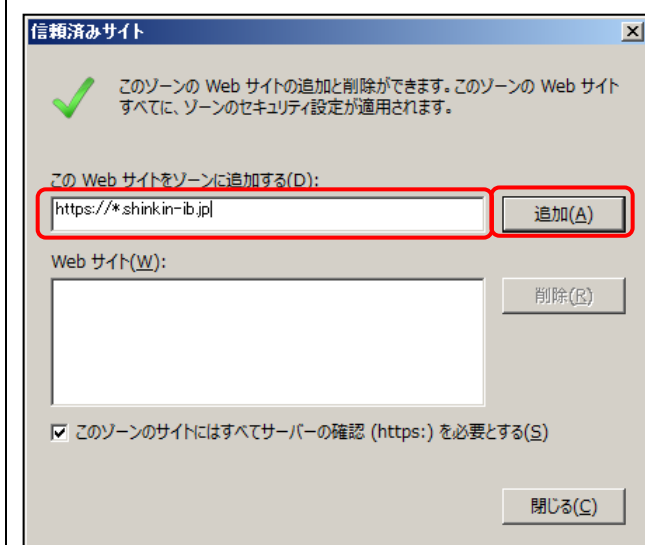 信頼済みサイト
このゾーンの Web サイトの追加と削除ができます。このゾーンの Web サイト
すべてに、ゾーンのセキュリティ設定が適用されます。
この Web サイトをゾーンに追加する(D):
https://*.shinkin-ib.jp
追加(A)
Web サイト(W):
削除(R)
このゾーンのサイトにはすべてサーバーの確認 (https:) を必要とする(S)
閉じる(C)